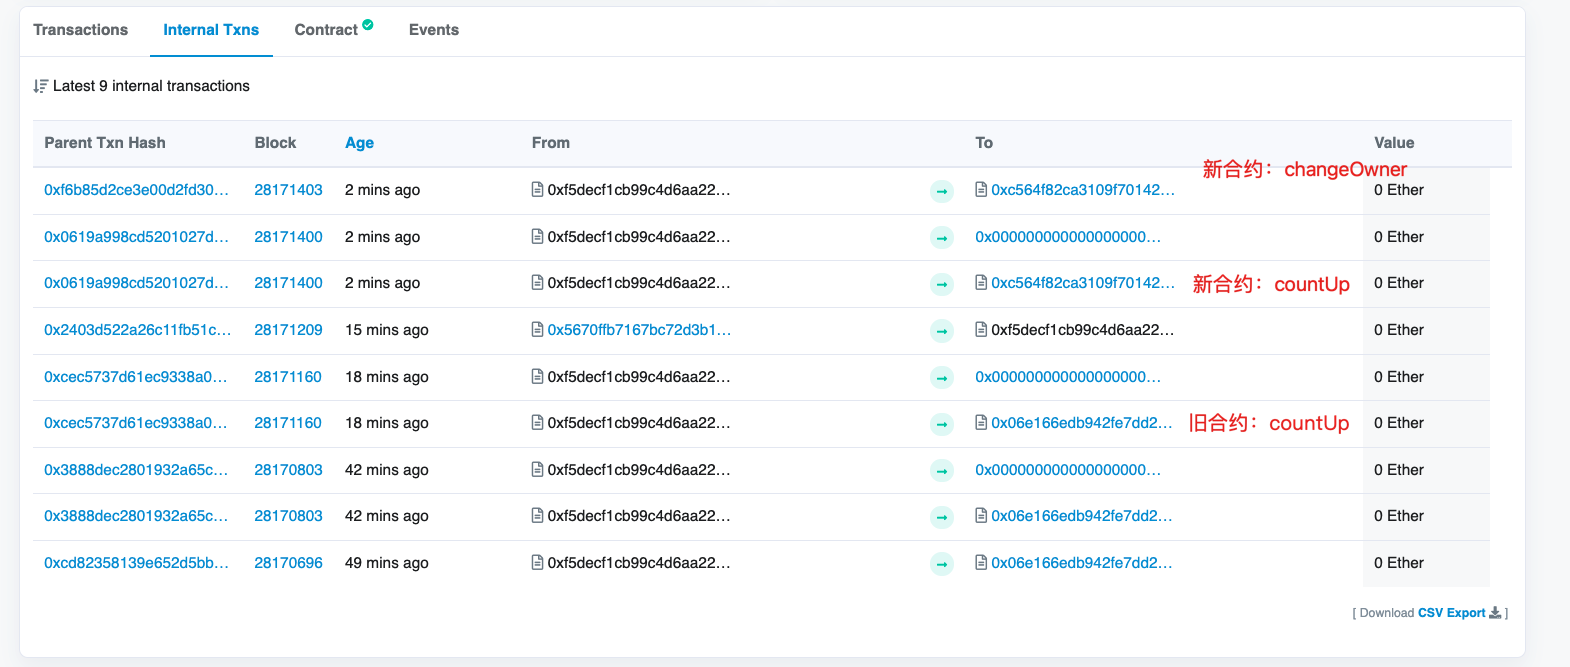 Transactions Internal Txns Contract Events
Latest 9 internal transactions
Parent Txn Hash Block Age From To Value
新合约：changeOwner
0xf6b85d2ce3e00d2fd30... 28171403 2 mins ago 0xf5decf1cb99c4d6aa22... 0xc564f82ca3109f70142... 0 Ether
0x0619a998cd5201027d... 28171400 2 mins ago 0xf5decf1cb99c4d6aa22... 0x000000000000000000... 0 Ether
0x0619a998cd5201027d... 28171400 2 mins ago 0xf5decf1cb99c4d6aa22... 0xc564f82ca3109f70142... 新合约：countUp 0 Ether
0x2403d522a26c11fb51c... 28171209 15 mins ago 0x5670ffb7167bc72d3b1... 0xf5decf1cb99c4d6aa22... 0 Ether
0xcec5737d61ec9338a0... 28171160 18 mins ago 0xf5decf1cb99c4d6aa22... 0x000000000000000000... 0 Ether
0xcec5737d61ec9338a0... 28171160 18 mins ago 0xf5decf1cb99c4d6aa22... 0x06e166edb942fe7dd2... 旧合约：countUp 0 Ether
0x3888dec2801932a65c... 28170803 42 mins ago 0xf5decf1cb99c4d6aa22... 0x000000000000000000... 0 Ether
0x3888dec2801932a65c... 28170803 42 mins ago 0xf5decf1cb99c4d6aa22... 0x06e166edb942fe7dd2... 0 Ether
0xcd82358139e652d5bb... 28170696 49 mins ago 0xf5decf1cb99c4d6aa22... 0x06e166edb942fe7dd2... 0 Ether
[ Download CSV Export ]